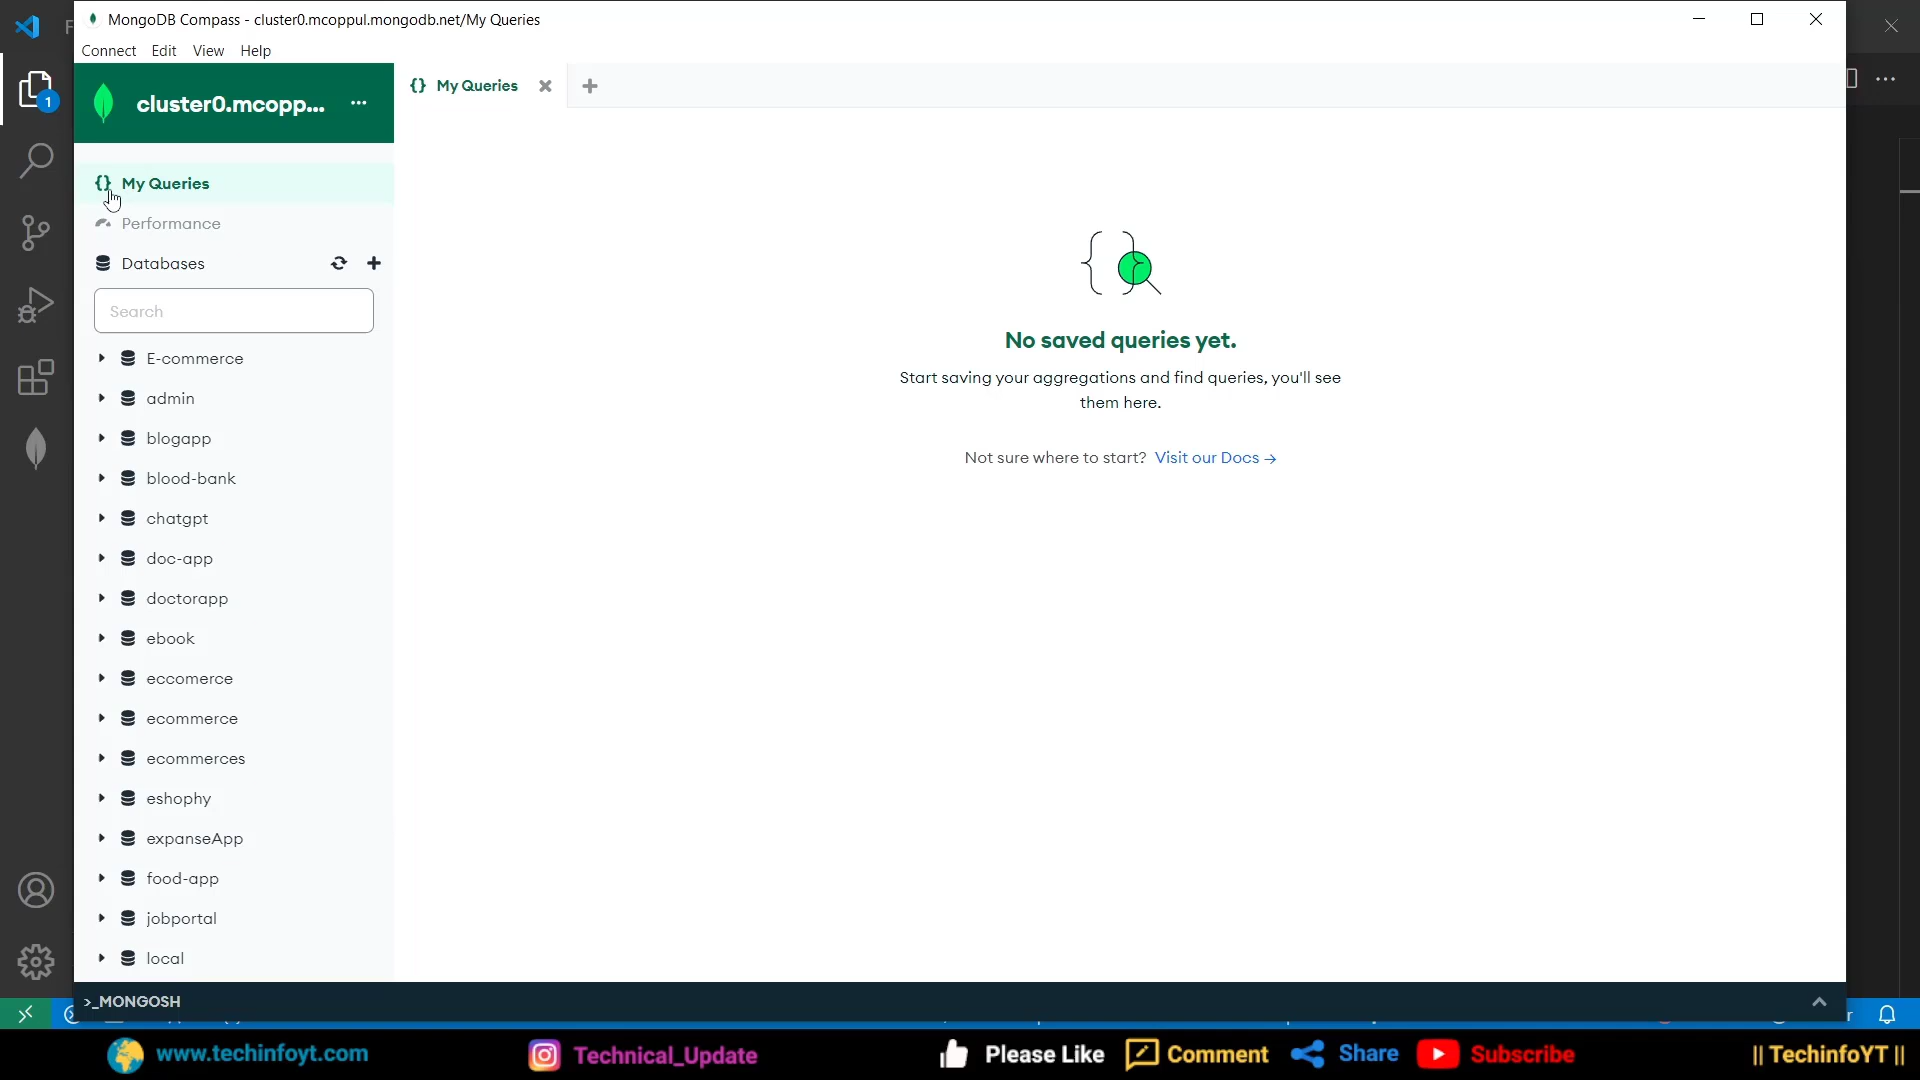 MongoDB Compass - cluster0.mcoppul.mongodb.net/My Queries
Connect Edit View Help
cluster0.mcopp... ···
{} My Queries
1
My Queries
Performance
Databases
Search
E-commerce
admin
blogapp
blood-bank
chatgpt
doc-app
doctorapp
ebook
eccomerce
ecommerce
ecommerces
eshophy
expanseApp
food-app
jobportal
local
No saved queries yet.
Start saving your aggregations and find queries, you'll see
them here.
Not sure where to start? Visit our Docs →
>_MONGOSH
www.techinfoyt.com Technical_Update Please Like Comment Share Subscribe || TechinfoYT ||